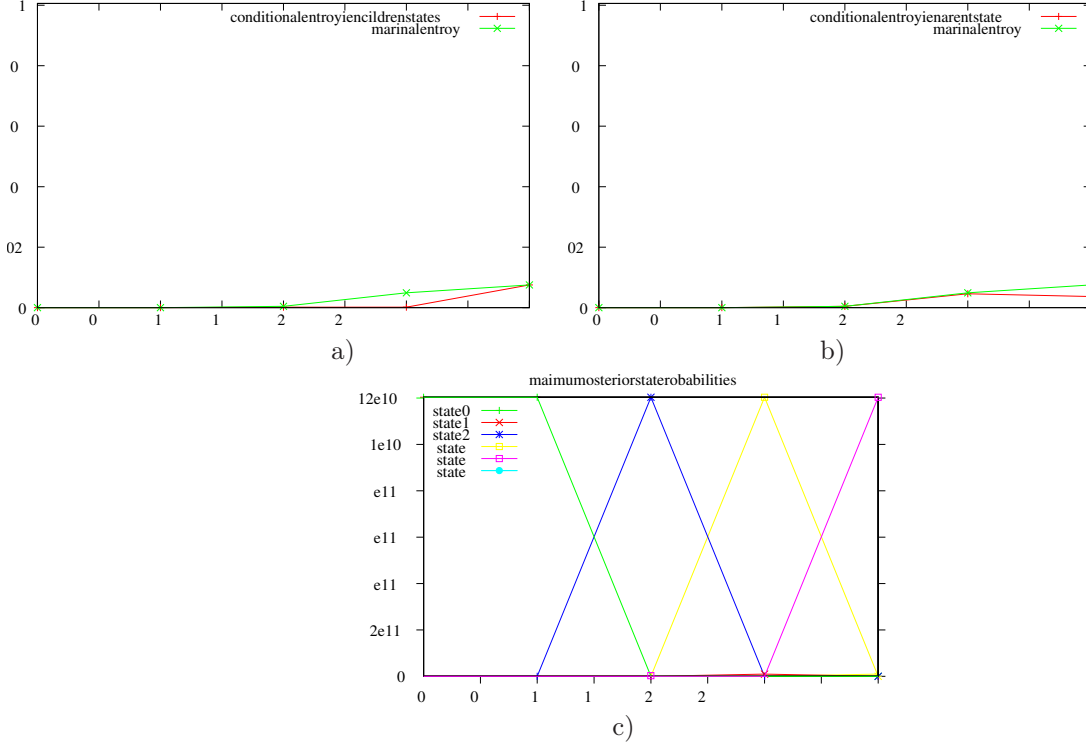 1
conditionalentroyiencildrenstates
marinalentroy
0
0
0
02
0
0 0 1 1 2 2
a)
1
conditionalentroyienarentstate
marinalentroy
0
0
0
02
0
0 0 1 1 2 2
b)
maimumosteriorstaterobabilities
12e10
state0
state1
1e10
state2
state
state
state
e11
e11
e11
2e11
0
0 0 1 1 2 2
c)